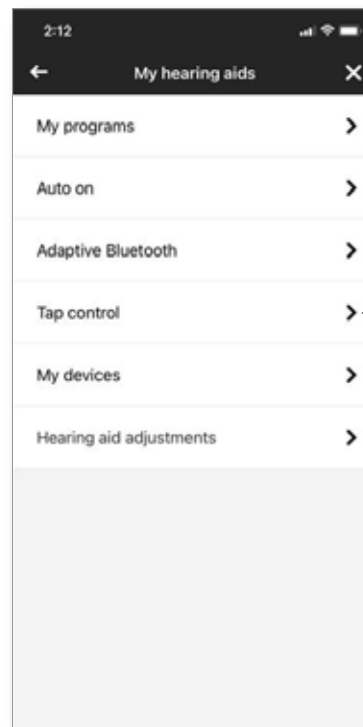 2:12
My hearing aids
My programs
Auto on
Adaptive Bluetooth
Tap control
My devices
Hearing aid adjustments